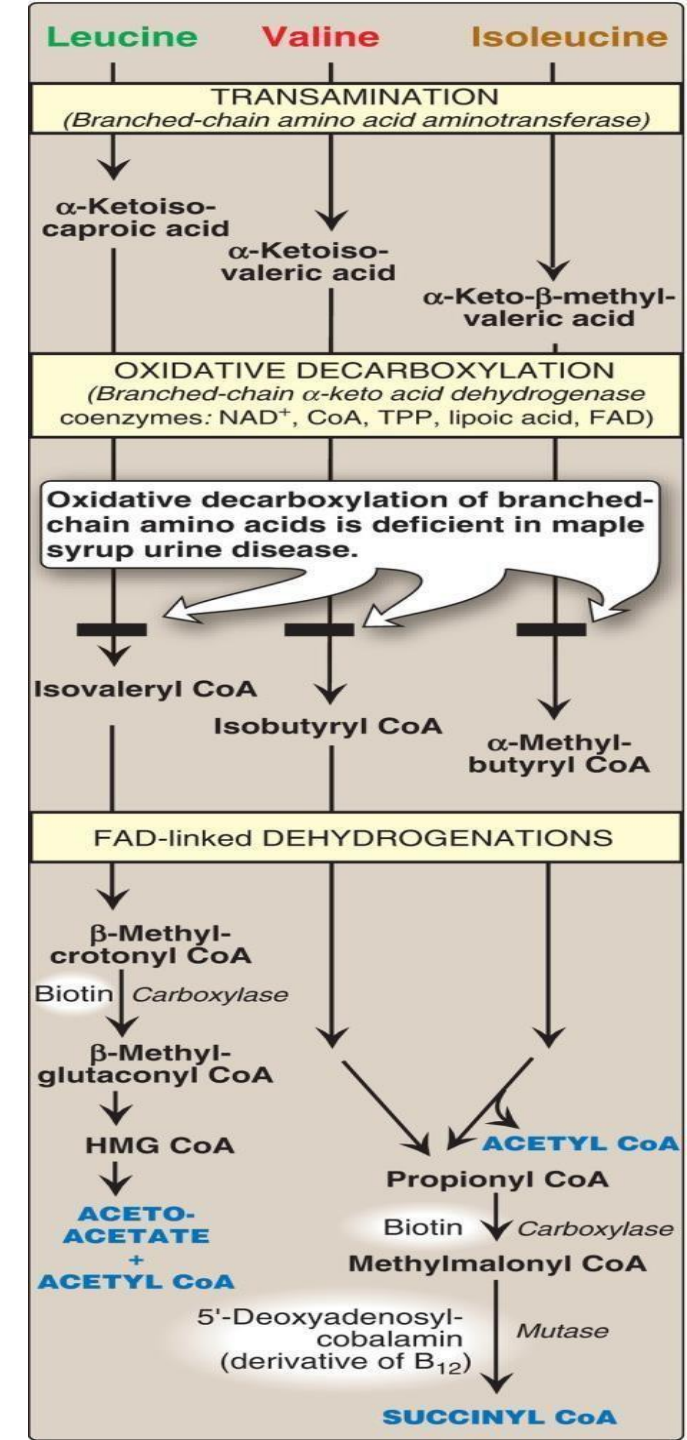 Leucine Valine Isoleucine
TRANSAMINATION
(Branched-chain amino acid aminotransferase)
α-Ketoiso-
caproic acid
α-Ketoiso-
valeric acid
α-Keto-β-methyl-
valeric acid
OXIDATIVE DECARBOXYLATION
(Branched-chain α-keto acid dehydrogenase
coenzymes: NAD⁺, CoA, TPP, lipoic acid, FAD)
Oxidative decarboxylation of branched-
chain amino acids is deficient in maple
syrup urine disease.
Isovaleryl CoA
Isobutyryl CoA
α-Methyl-
butyryl CoA
FAD-linked DEHYDROGENATIONS
β-Methyl-
crotonyl CoA
Biotin Carboxylase
β-Methyl-
glutaconyl CoA
HMG CoA
ACETO-
ACETATE
+
ACETYL CoA
ACETYL CoA
Propionyl CoA
Biotin Carboxylase
Methylmalonyl CoA
5'-Deoxyadenosyl-
cobalamin
(derivative of B₁₂)
Mutase
SUCCINYL CoA